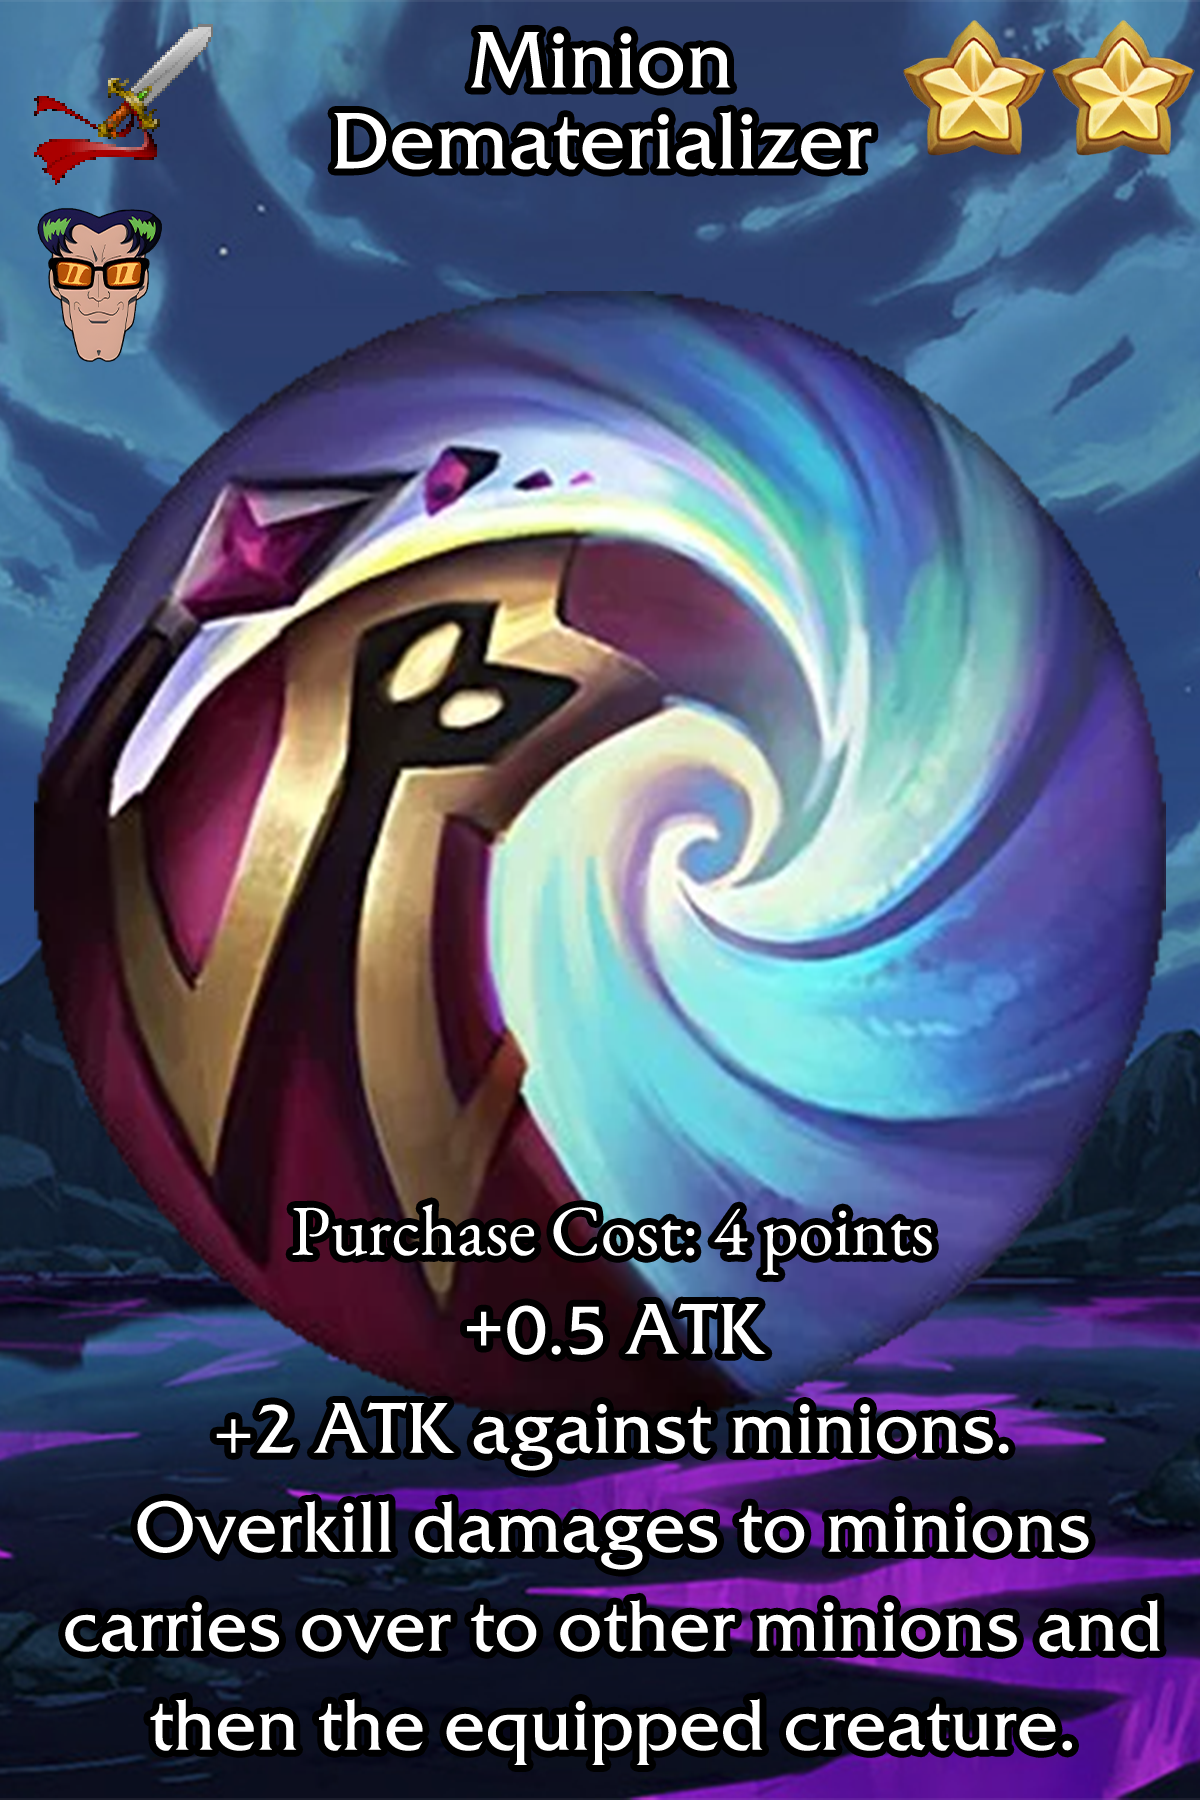 Minion
Dematerializer
Purchase Cost: 4 points
+0.5 ATK
+2 ATK against minions.
Overkill damages to minions
carries over to other minions and
then the equipped creature.